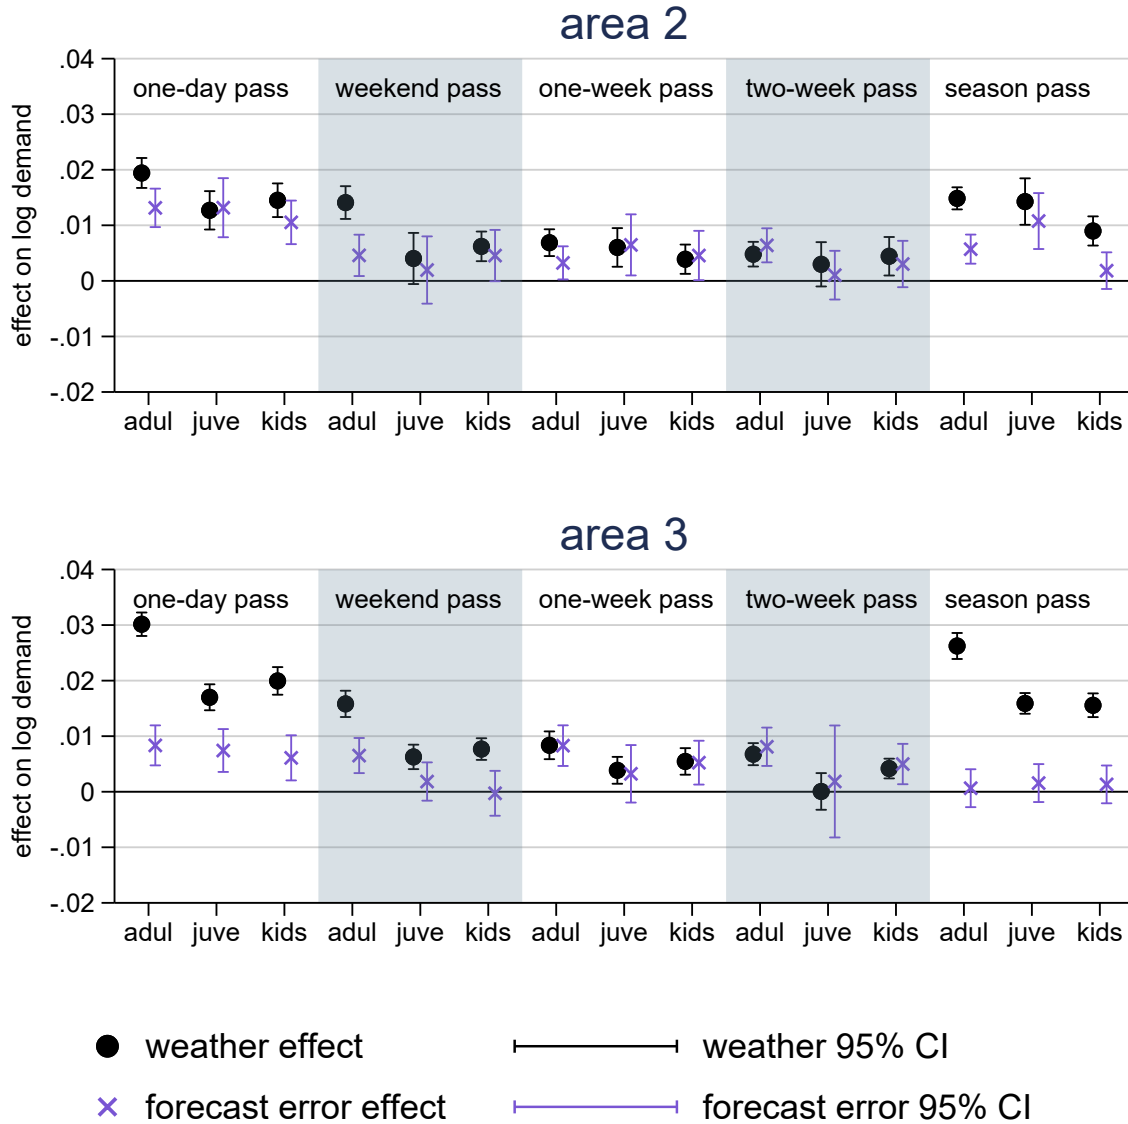 area 2
effect on log demand
.04
.03
.02
.01
0
-.01
-.02
one-day pass weekend pass one-week pass two-week pass season pass
adul juve kids adul juve kids adul juve kids adul juve kids adul juve kids
area 3
effect on log demand
.04
.03
.02
.01
0
-.01
-.02
one-day pass weekend pass one-week pass two-week pass season pass
adul juve kids adul juve kids adul juve kids adul juve kids adul juve kids
weather effect weather 95% CI
forecast error effect forecast error 95% CI